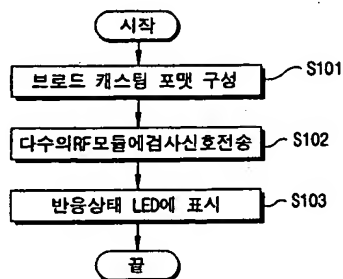 시작
브로드 캐스팅 포맷 구성
S101
다수의RF모듈에검사신호전송
S102
반응상태 LED에 표시
S103
끝